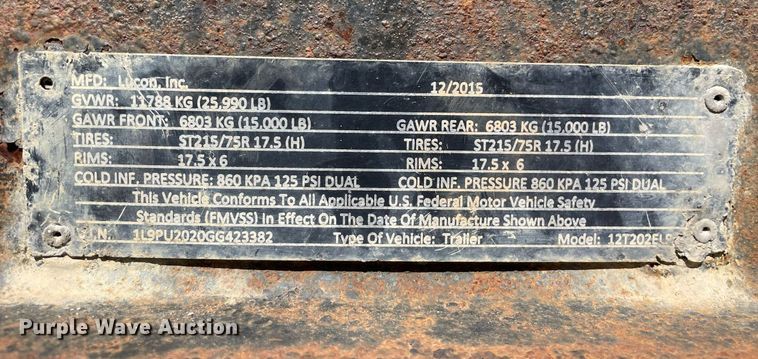 MFD: Lucon, Inc. 12/2015
GVWR: 11788 KG (25,990 LB)
GAWR FRONT: 6803 KG (15,000 LB) GAWR REAR: 6803 KG (15,000 LB)
TIRES: ST215/75R 17.5 (H) TIRES: ST215/75R 17.5 (H)
RIMS: 17.5 x 6 RIMS: 17.5 x 6
COLD INF. PRESSURE: 860 KPA 125 PSI DUAL COLD INF. PRESSURE 860 KPA 125 PSI DUAL
This Vehicle Conforms To All Applicable U.S. Federal Motor Vehicle Safety
Standards (FMVSS) In Effect On The Date Of Manufacture Shown Above
1L9PU2020GG423382 Type Of Vehicle: Trailer Model:
Purple Wave Auction